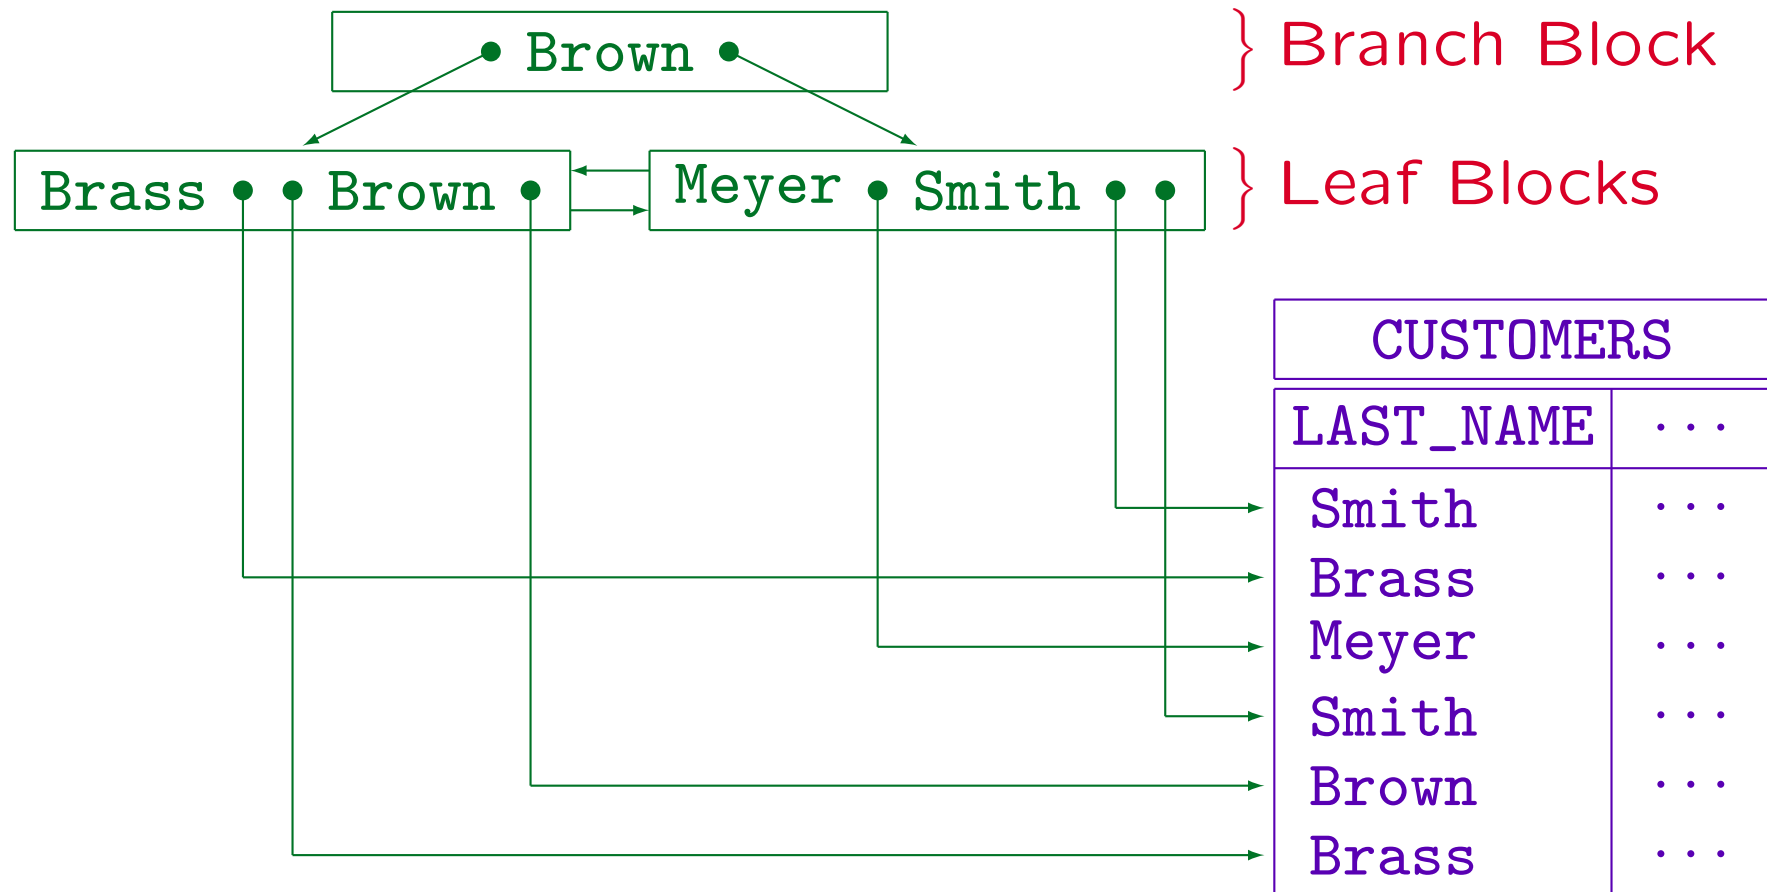 Brown } Branch Block
Brass Brown Meyer Smith } Leaf Blocks
CUSTOMERS
LAST_NAME ···
Smith ···
Brass ···
Meyer ···
Smith ···
Brown ···
Brass ···